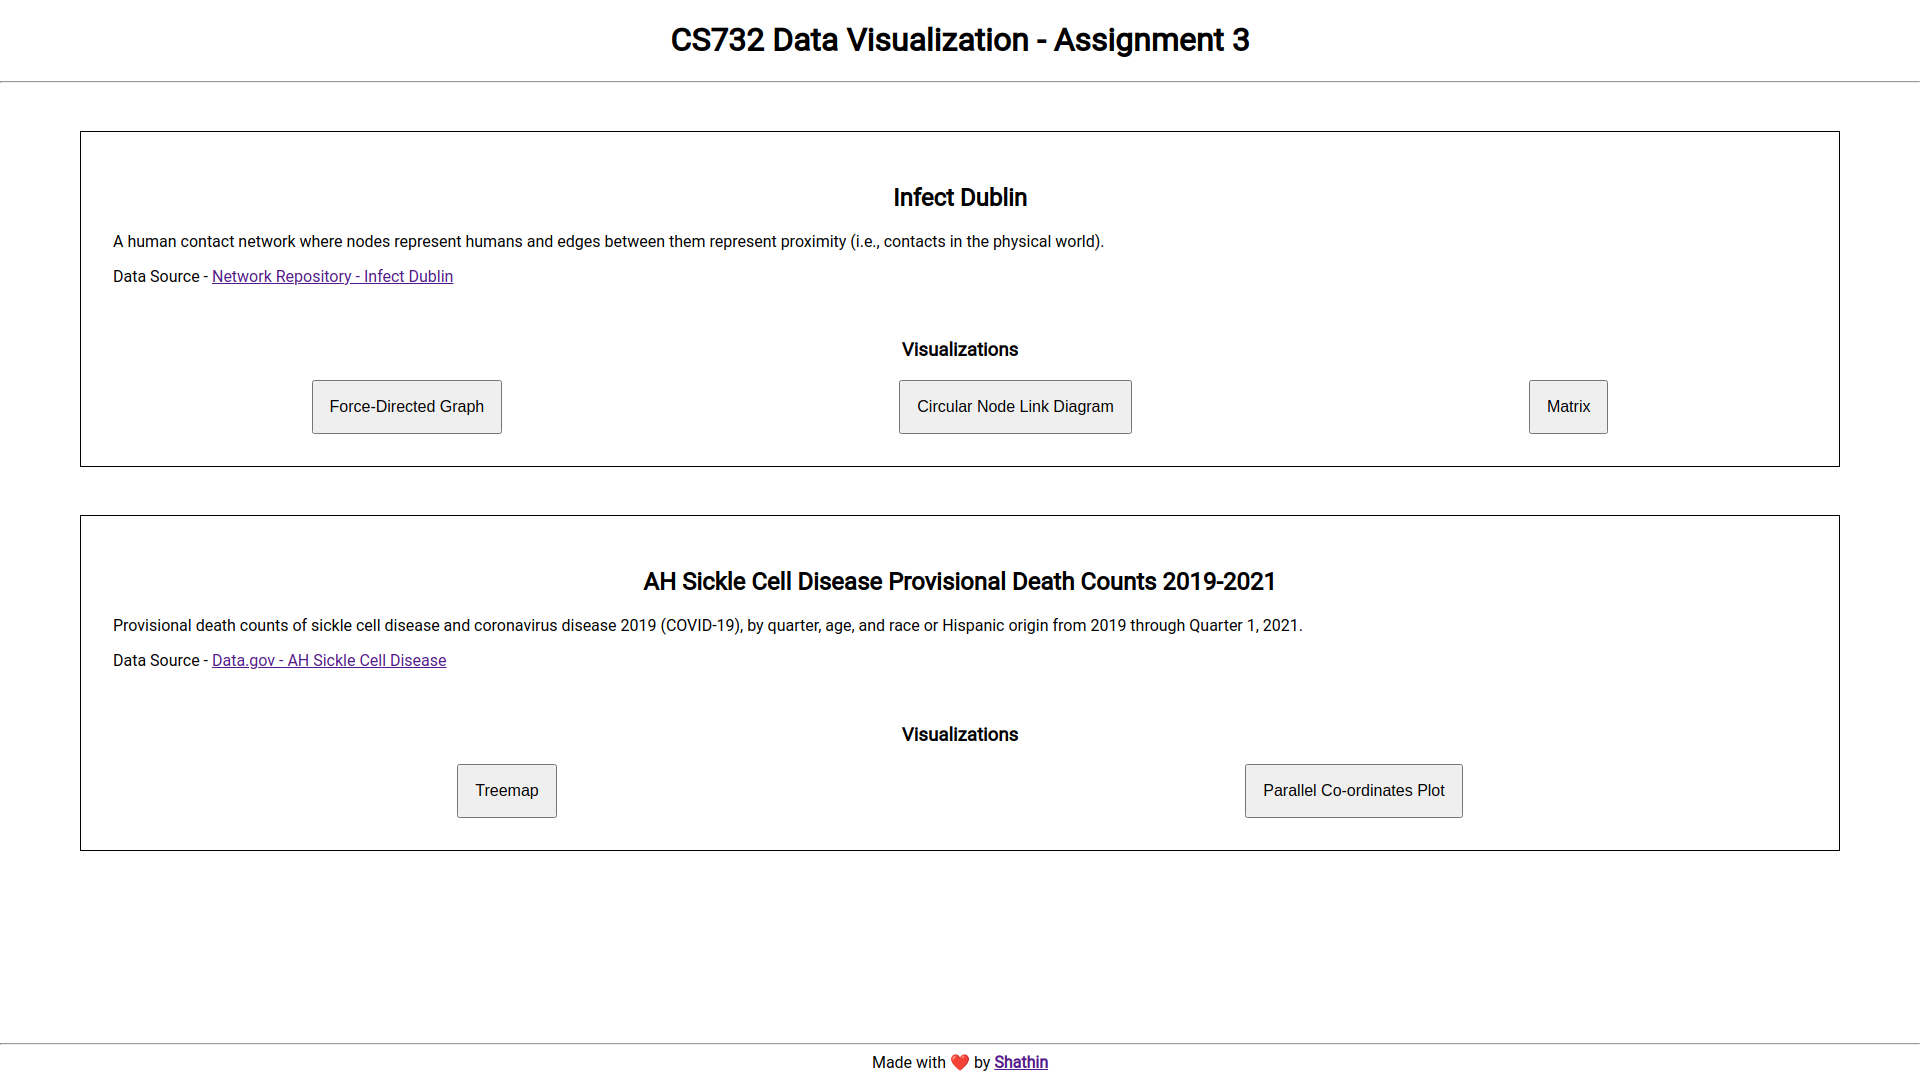 CS732 Data Visualization - Assignment 3
Infect Dublin
A human contact network where nodes represent humans and edges between them represent proximity (i.e., contacts in the physical world).
Data Source - Network Repository - Infect Dublin
Visualizations
Force-Directed Graph
Circular Node Link Diagram
Matrix
AH Sickle Cell Disease Provisional Death Counts 2019-2021
Provisional death counts of sickle cell disease and coronavirus disease 2019 (COVID-19), by quarter, age, and race or Hispanic origin from 2019 through Quarter 1, 2021.
Data Source - Data.gov - AH Sickle Cell Disease
Visualizations
Treemap
Parallel Co-ordinates Plot
Made with ❤️ by Shathin